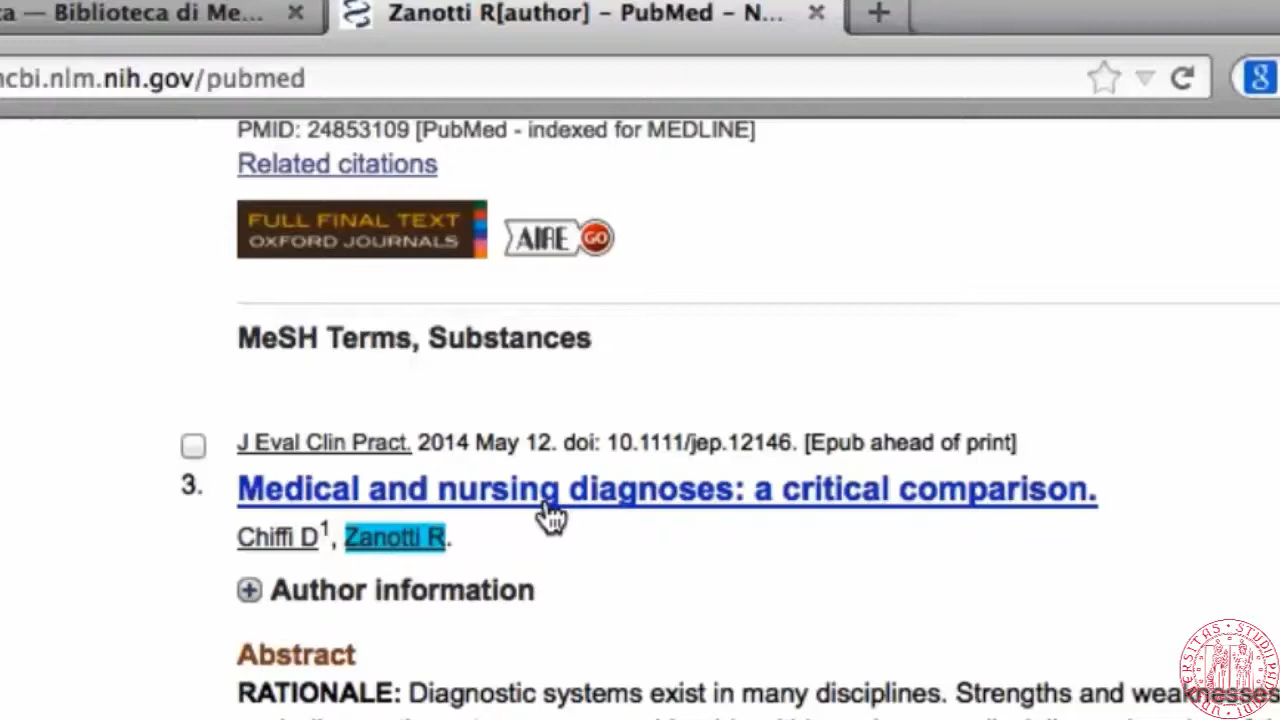 ta — Biblioteca di Me...
Zanotti R[author] – PubMed – N...
ncbi.nlm.nih.gov/pubmed
PMID: 24853109 [PubMed - indexed for MEDLINE]
Related citations
FULL FINAL TEXT
OXFORD JOURNALS
AIRE GO
MeSH Terms, Substances
J Eval Clin Pract. 2014 May 12. doi: 10.1111/jep.12146. [Epub ahead of print]
3. Medical and nursing diagnoses: a critical comparison.
Chiffi D1, Zanotti R.
Author information
Abstract
RATIONALE: Diagnostic systems exist in many disciplines. Strengths and weaknesses